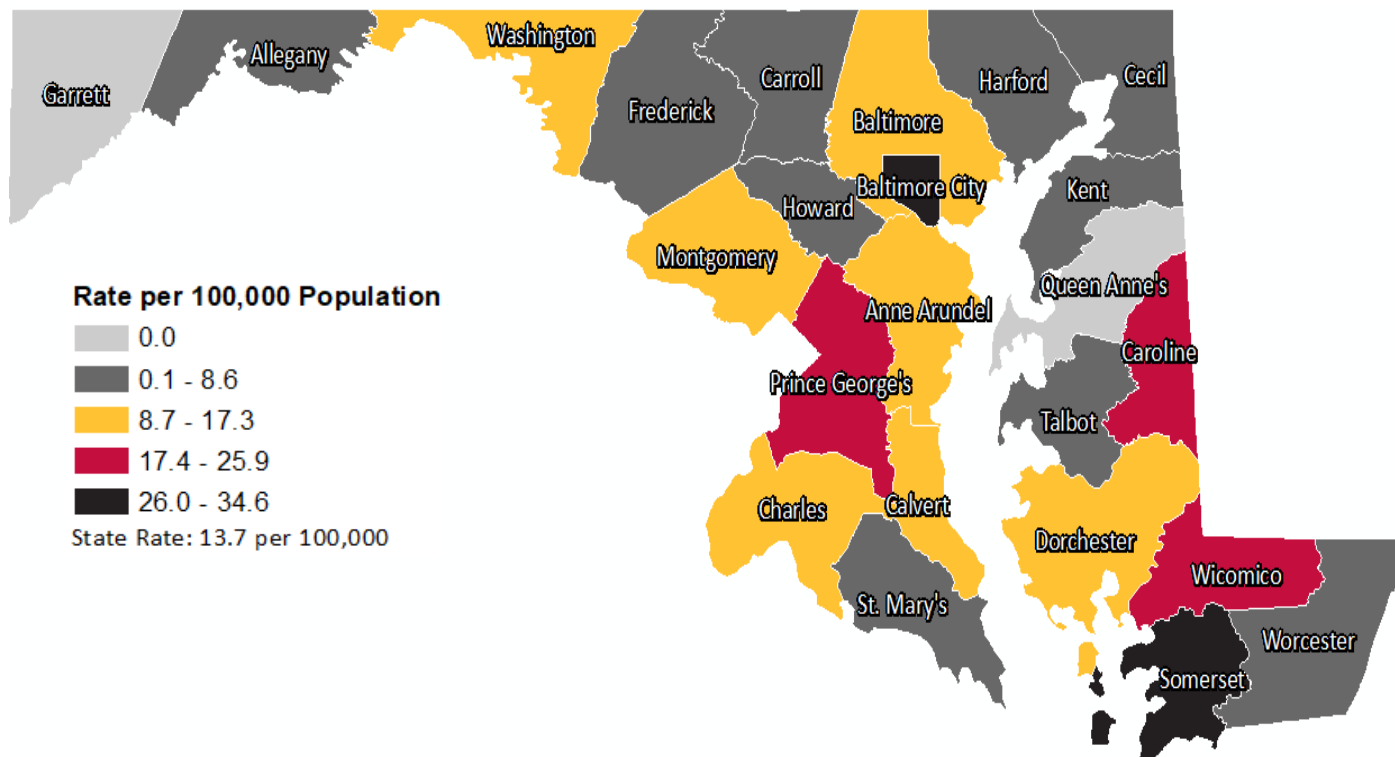 Washington
Allegany
Garrett
Carroll
Harford
Cecil
Frederick
Baltimore
Baltimore City
Kent
Howard
Montgomery
Queen Anne's
Anne Arundel
Rate per 100,000 Population
0.0
0.1 - 8.6
8.7 - 17.3
17.4 - 25.9
26.0 - 34.6
State Rate: 13.7 per 100,000
Caroline
Prince George's
Talbot
Charles
Calvert
Dorchester
Wicomico
St. Mary's
Worcester
Somerset